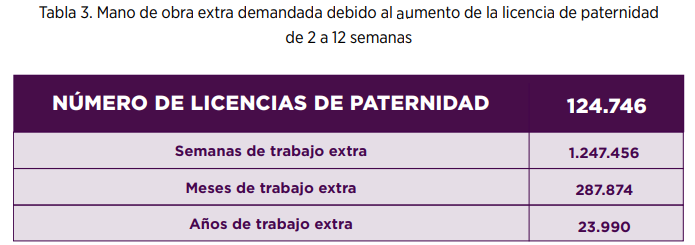 Tabla 3. Mano de obra extra demandada debido al aumento de la licencia de paternidad
de 2 a 12 semanas
NÚMERO DE LICENCIAS DE PATERNIDAD 124.746
Semanas de trabajo extra 1.247.456
Meses de trabajo extra 287.874
Años de trabajo extra 23.990